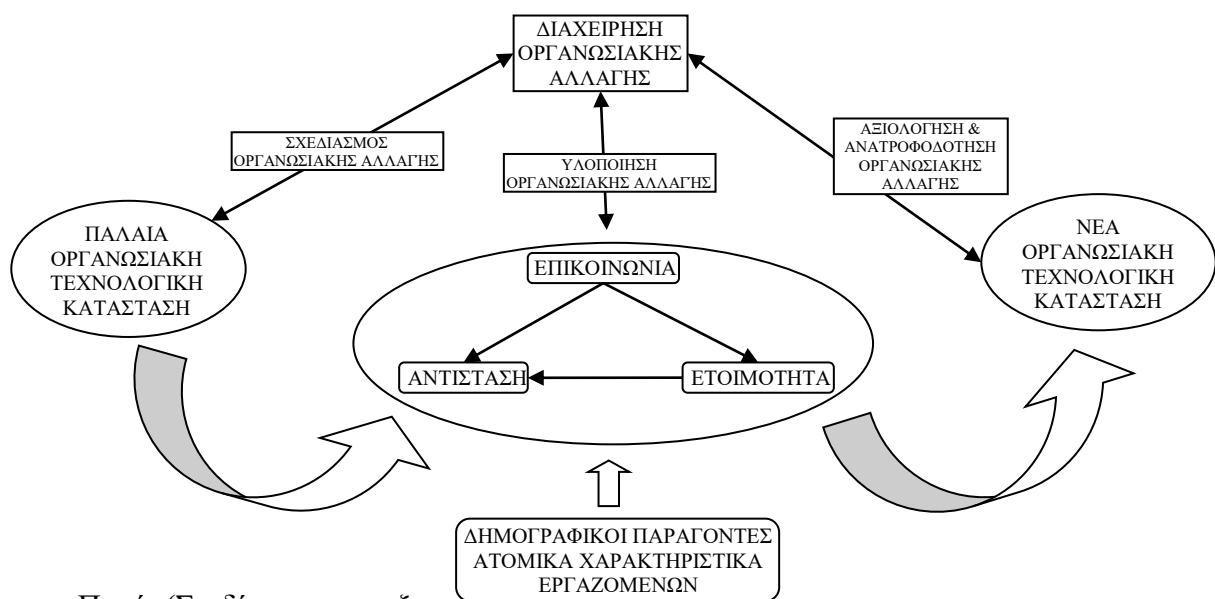 ΔΙΑΧΕΙΡΗΣΗ
ΟΡΓΑΝΩΣΙΑΚΗΣ
ΑΛΛΑΓΗΣ
ΣΧΕΔΙΑΣΜΟΣ
ΟΡΓΑΝΩΣΙΑΚΗΣ ΑΛΛΑΓΗΣ
ΥΛΟΠΟΙΗΣΗ
ΟΡΓΑΝΩΣΙΑΚΗΣ ΑΛΛΑΓΗΣ
ΑΞΙΟΛΟΓΗΣΗ &
ΑΝΑΤΡΟΦΟΔΟΤΗΣΗ
ΟΡΓΑΝΩΣΙΑΚΗΣ
ΑΛΛΑΓΗΣ
ΠΑΛΑΙΑ
ΟΡΓΑΝΩΣΙΑΚΗ
ΤΕΧΝΟΛΟΓΙΚΗ
ΚΑΤΑΣΤΑΣΗ
ΝΕΑ
ΟΡΓΑΝΩΣΙΑΚΗ
ΤΕΧΝΟΛΟΓΙΚΗ
ΚΑΤΑΣΤΑΣΗ
ΕΠΙΚΟΙΝΩΝΙΑ
ΑΝΤΙΣΤΑΣΗ
ΕΤΟΙΜΟΤΗΤΑ
ΔΗΜΟΓΡΑΦΙΚΟΙ ΠΑΡΑΓΟΝΤΕΣ
ΑΤΟΜΙΚΑ ΧΑΡΑΚΤΗΡΙΣΤΙΚΑ
ΕΡΓΑΖΟΜΕΝΩΝ